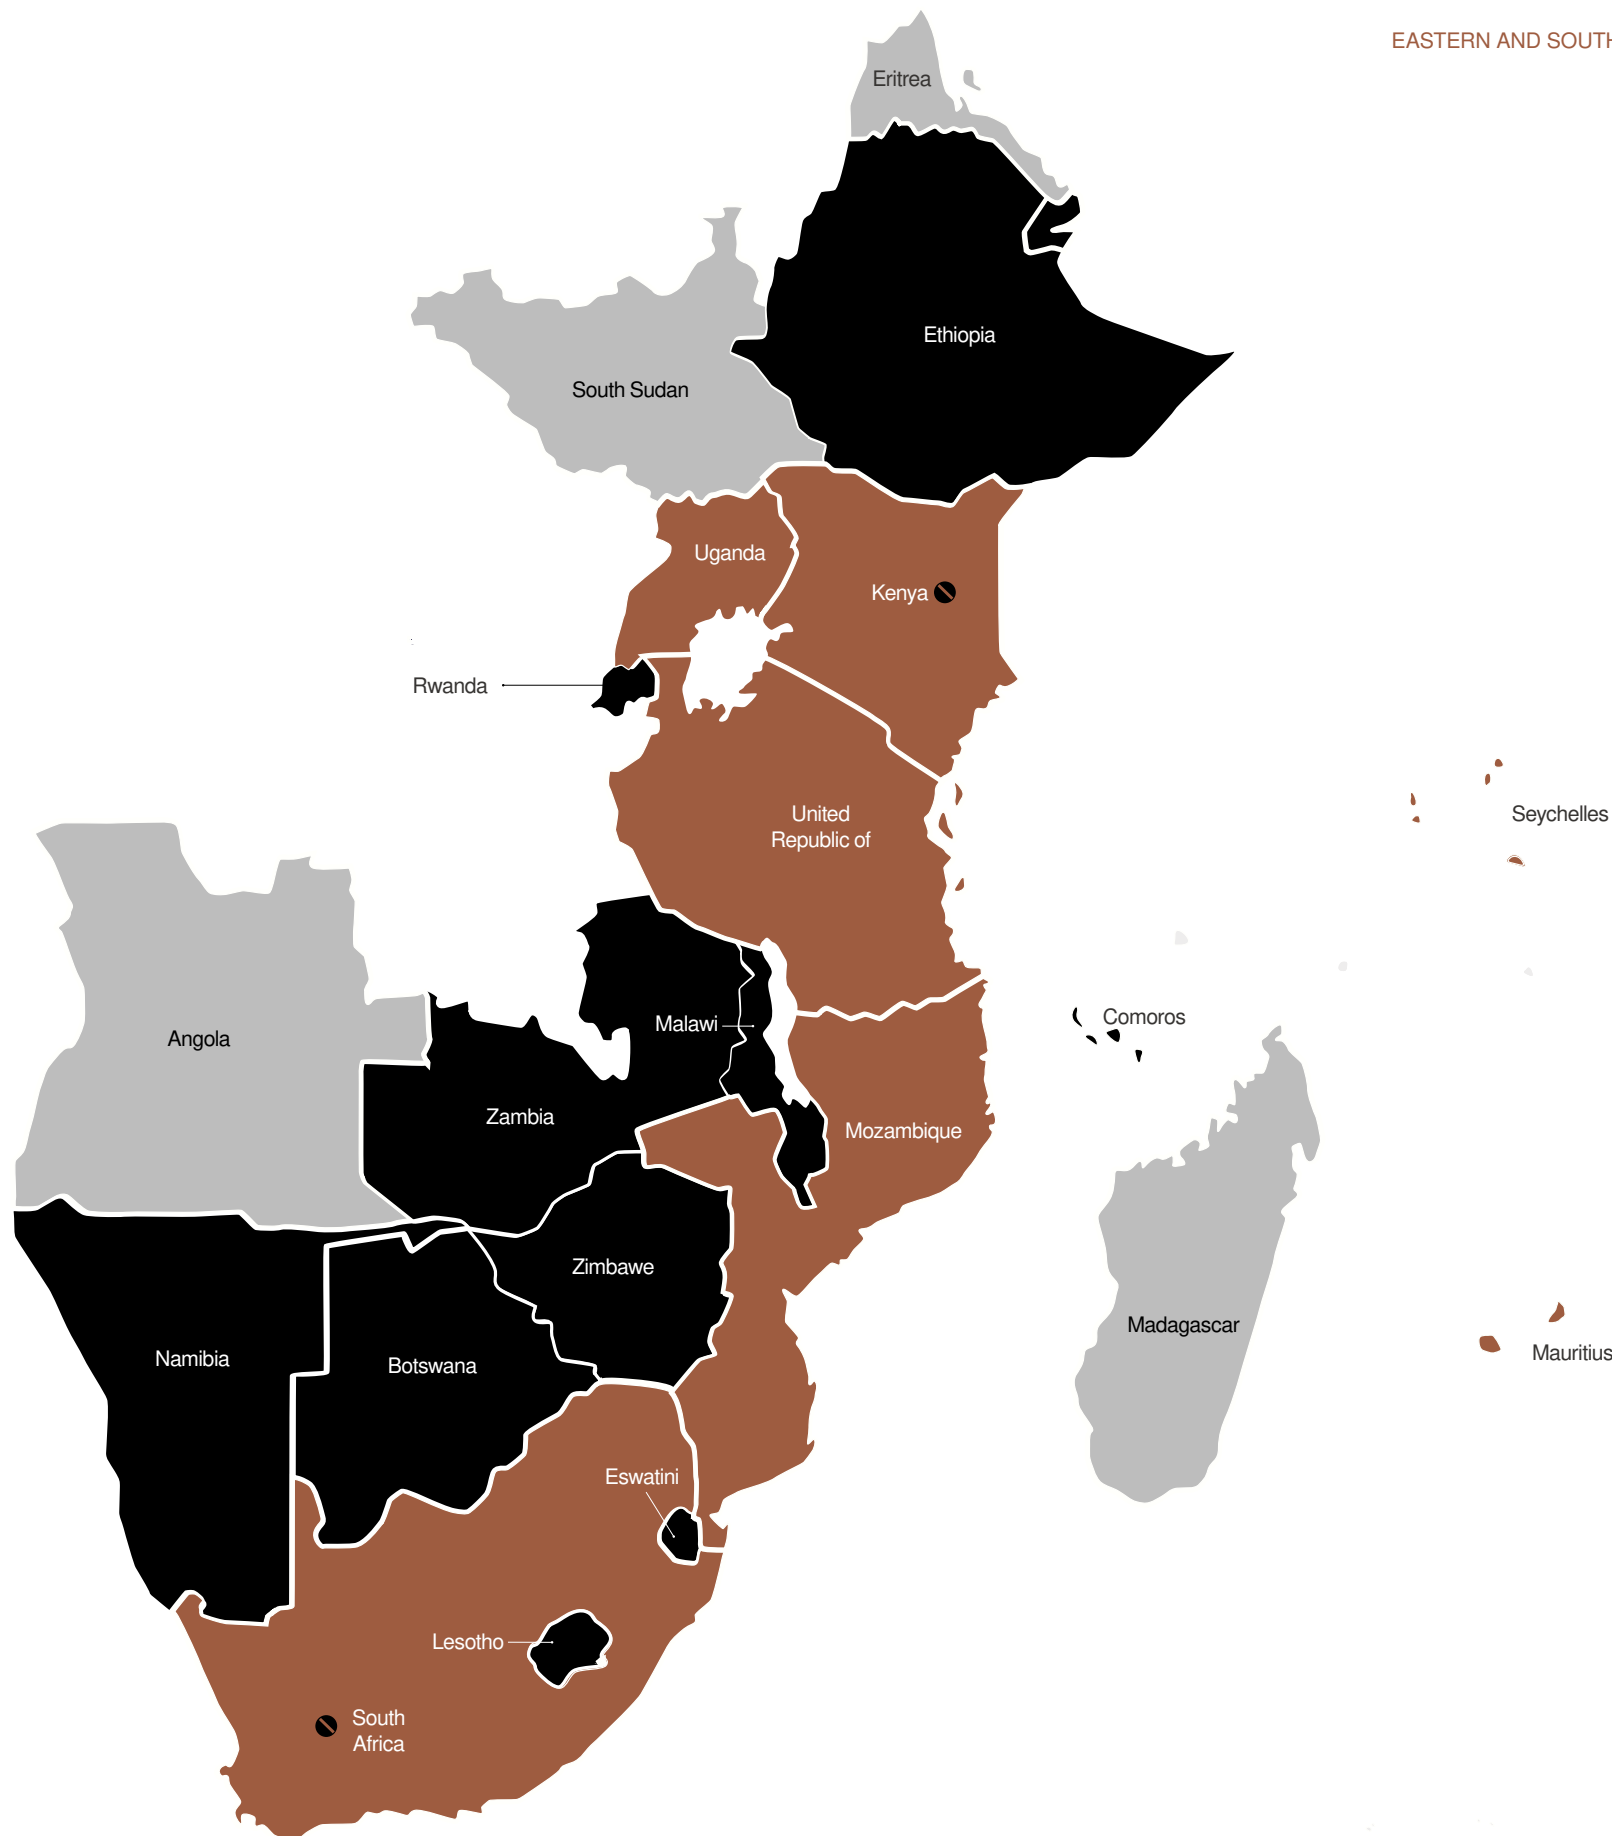 EASTERN AND SOUTH
Eritrea
Ethiopia
South Sudan
Uganda
Kenya
Rwanda
United
Republic of
Seychelles
Malawi
Comoros
Angola
Zambia
Mozambique
Zimbawe
Madagascar
Mauritius
Namibia
Botswana
Eswatini
Lesotho
South
Africa